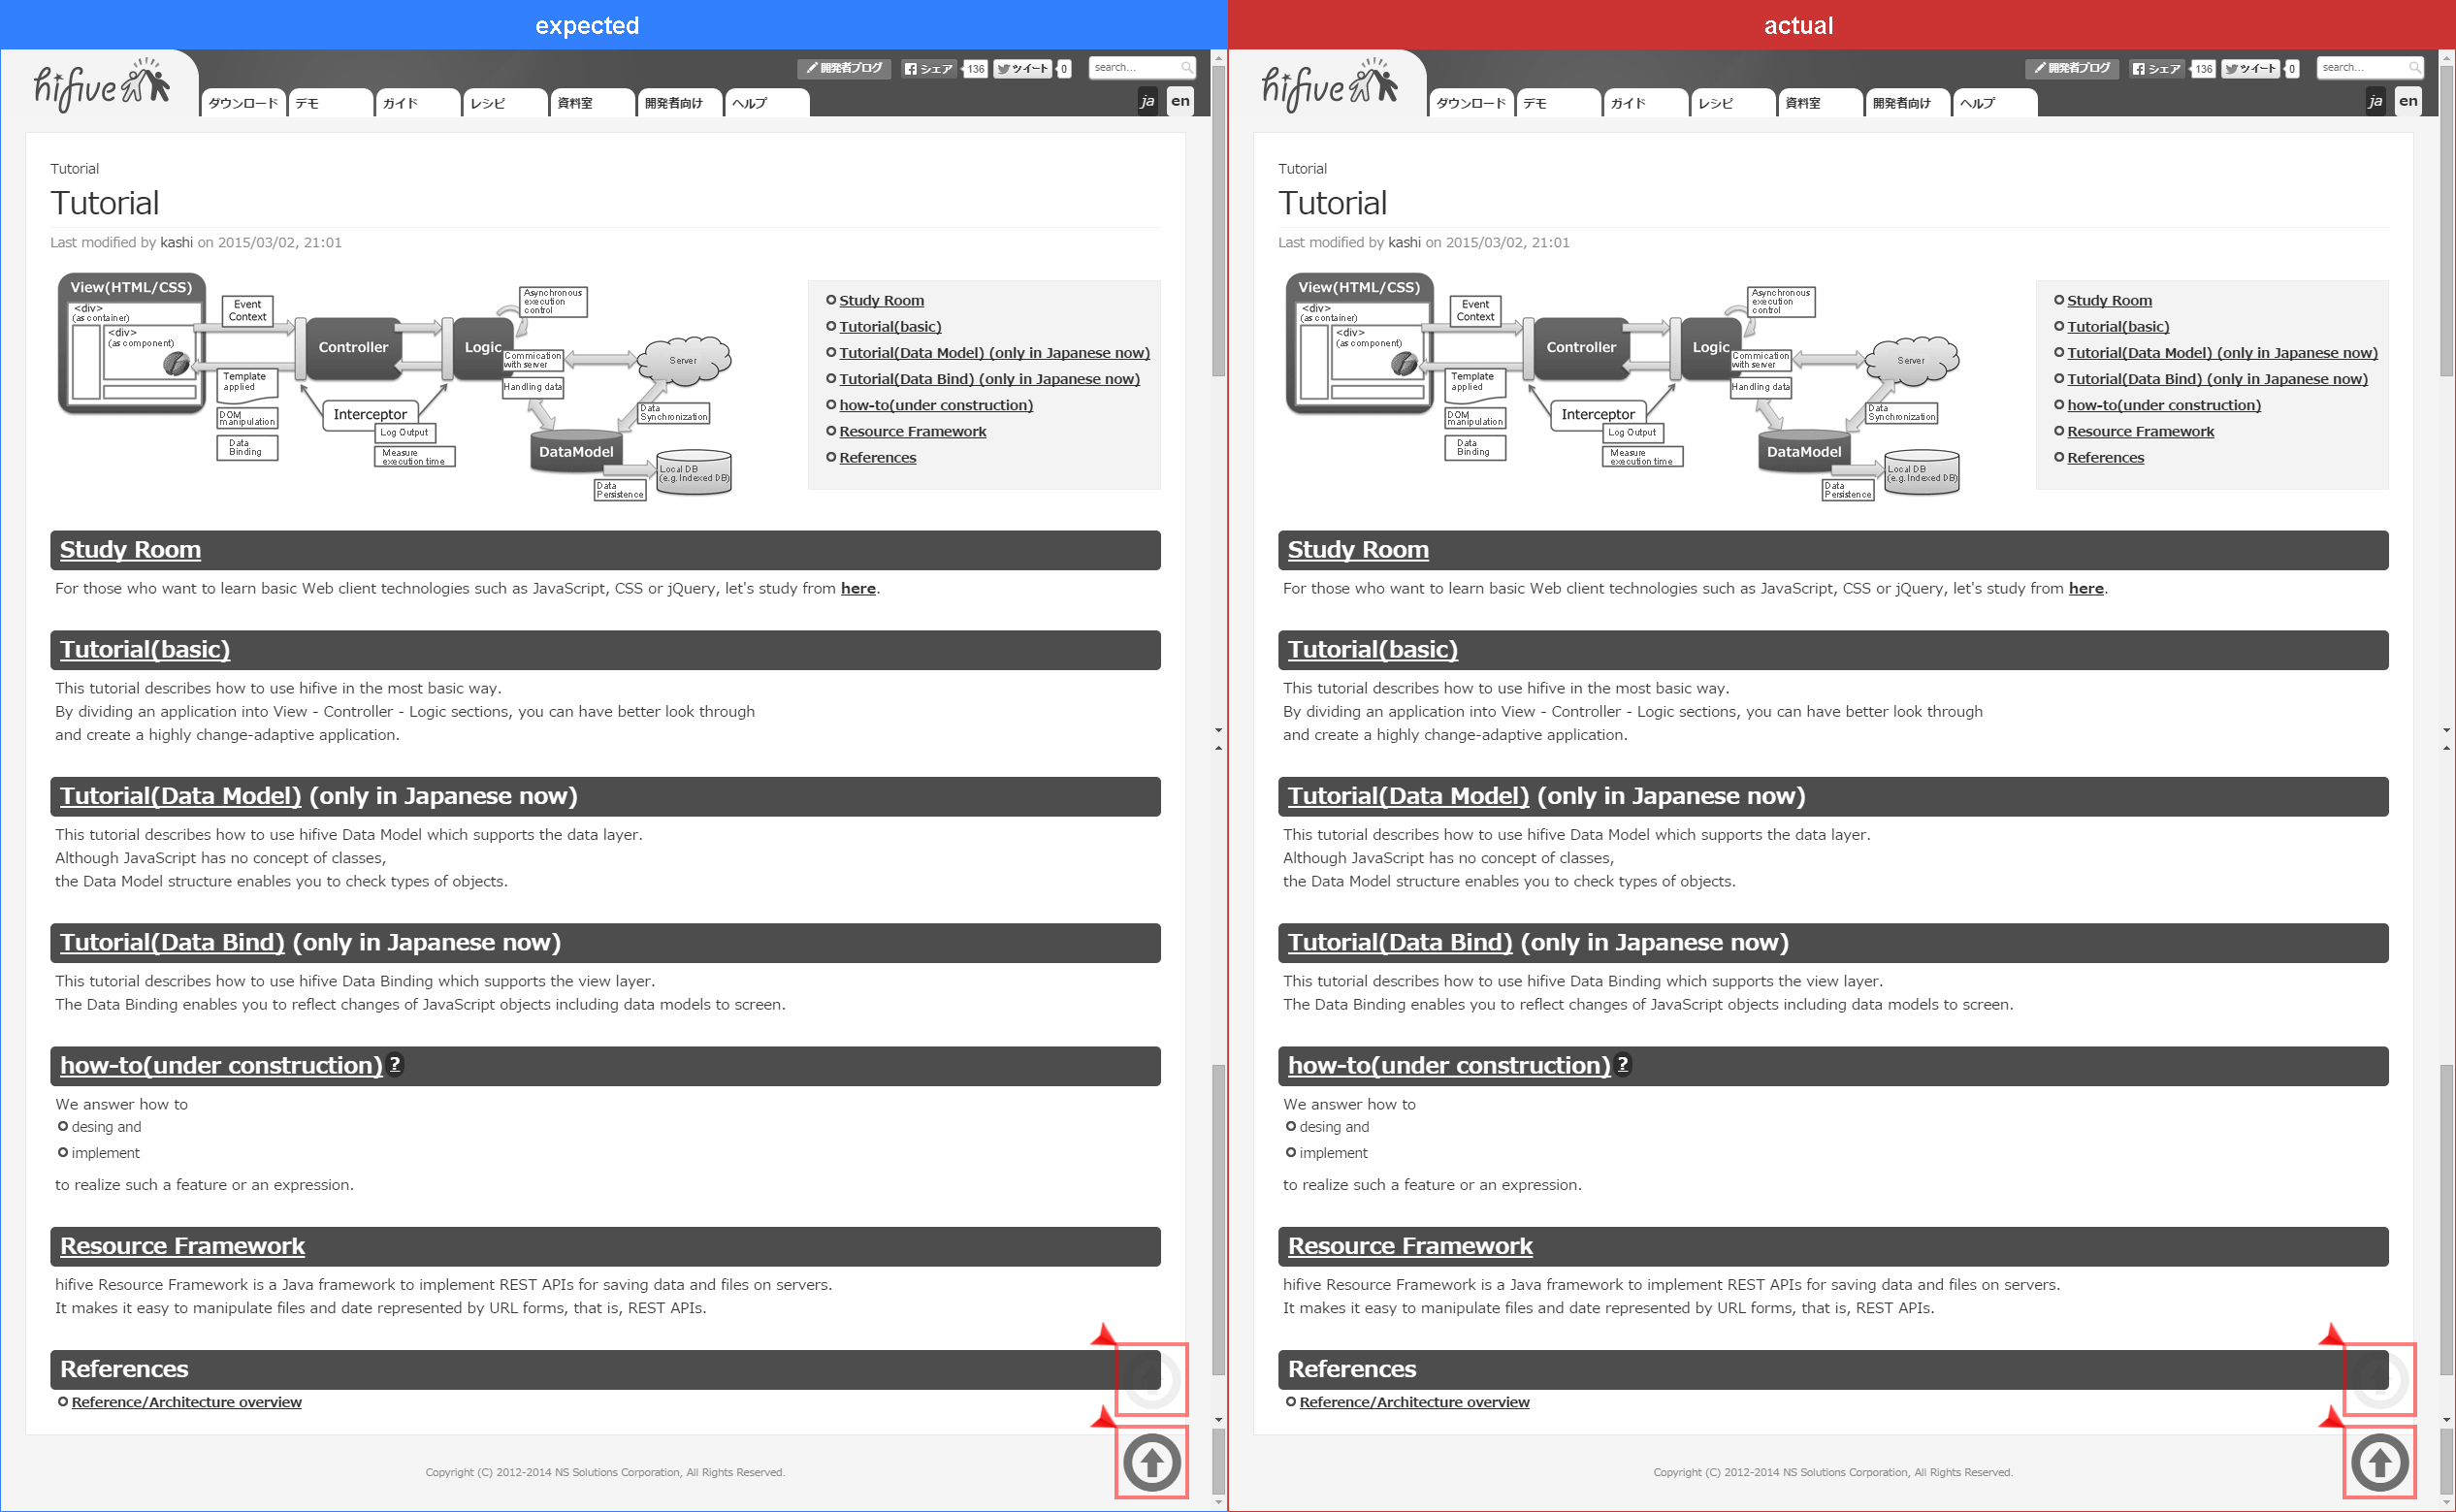 expected
hifive
開発者ブログ
シェア
136
ツイート
0
search...
ダウンロード
デモ
ガイド
レシピ
資料室
開発者向け
ヘルプ
ja
en
Tutorial
Tutorial
Last modified by kashi on 2015/03/02, 21:01
View(HTML/CSS)
<div>
(as container)
<div>
(as component)
Event
Context
Template
applied
DOM
manipulation
Data
Binding
Controller
Interceptor
Log Output
Measure
execution time
Logic
Asynchronous
execution
control
Commication
with server
Handling data
Server
Data
Synchronization
DataModel
Data
Persistence
Local DB
(e.g. Indexed DB)
Study Room
Tutorial(basic)
Tutorial(Data Model) (only in Japanese now)
Tutorial(Data Bind) (only in Japanese now)
how-to(under construction)
Resource Framework
References
Study Room
For those who want to learn basic Web client technologies such as JavaScript, CSS or jQuery, let's study from here.
Tutorial(basic)
This tutorial describes how to use hifive in the most basic way.
By dividing an application into View - Controller - Logic sections, you can have better look through
and create a highly change-adaptive application.
Tutorial(Data Model) (only in Japanese now)
This tutorial describes how to use hifive Data Model which supports the data layer.
Although JavaScript has no concept of classes,
the Data Model structure enables you to check types of objects.
Tutorial(Data Bind) (only in Japanese now)
This tutorial describes how to use hifive Data Binding which supports the view layer.
The Data Binding enables you to reflect changes of JavaScript objects including data models to screen.
how-to(under construction)?
We answer how to
desing and
implement
to realize such a feature or an expression.
Resource Framework
hifive Resource Framework is a Java framework to implement REST APIs for saving data and files on servers.
It makes it easy to manipulate files and date represented by URL forms, that is, REST APIs.
References
Reference/Architecture overview
Copyright (C) 2012-2014 NS Solutions Corporation, All Rights Reserved.
actual
hifive
開発者ブログ
シェア
136
ツイート
0
search...
ダウンロード
デモ
ガイド
レシピ
資料室
開発者向け
ヘルプ
ja
en
Tutorial
Tutorial
Last modified by kashi on 2015/03/02, 21:01
View(HTML/CSS)
<div>
(as container)
<div>
(as component)
Event
Context
Template
applied
DOM
manipulation
Data
Binding
Controller
Interceptor
Log Output
Measure
execution time
Logic
Asynchronous
execution
control
Commication
with server
Handling data
Server
Data
Synchronization
DataModel
Data
Persistence
Local DB
(e.g. Indexed DB)
Study Room
Tutorial(basic)
Tutorial(Data Model) (only in Japanese now)
Tutorial(Data Bind) (only in Japanese now)
how-to(under construction)
Resource Framework
References
Study Room
For those who want to learn basic Web client technologies such as JavaScript, CSS or jQuery, let's study from here.
Tutorial(basic)
This tutorial describes how to use hifive in the most basic way.
By dividing an application into View - Controller - Logic sections, you can have better look through
and create a highly change-adaptive application.
Tutorial(Data Model) (only in Japanese now)
This tutorial describes how to use hifive Data Model which supports the data layer.
Although JavaScript has no concept of classes,
the Data Model structure enables you to check types of objects.
Tutorial(Data Bind) (only in Japanese now)
This tutorial describes how to use hifive Data Binding which supports the view layer.
The Data Binding enables you to reflect changes of JavaScript objects including data models to screen.
how-to(under construction)?
We answer how to
desing and
implement
to realize such a feature or an expression.
Resource Framework
hifive Resource Framework is a Java framework to implement REST APIs for saving data and files on servers.
It makes it easy to manipulate files and date represented by URL forms, that is, REST APIs.
References
Reference/Architecture overview
Copyright (C) 2012-2014 NS Solutions Corporation, All Rights Reserved.